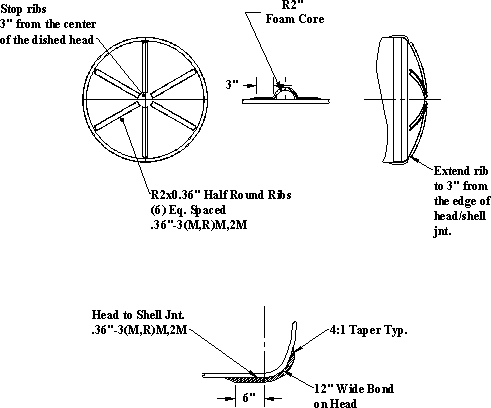 Stop ribs
3" from the center
of the dished head
R2"
Foam Core
3"
R2x0.36" Half Round Ribs
(6) Eq. Spaced
.36"-3(M,R)M,2M
Extend rib
to 3" from
the edge of
head/shell
jnt.
Head to Shell Jnt.
.36"-3(M,R)M,2M
4:1 Taper Typ.
12" Wide Bond
on Head
6"